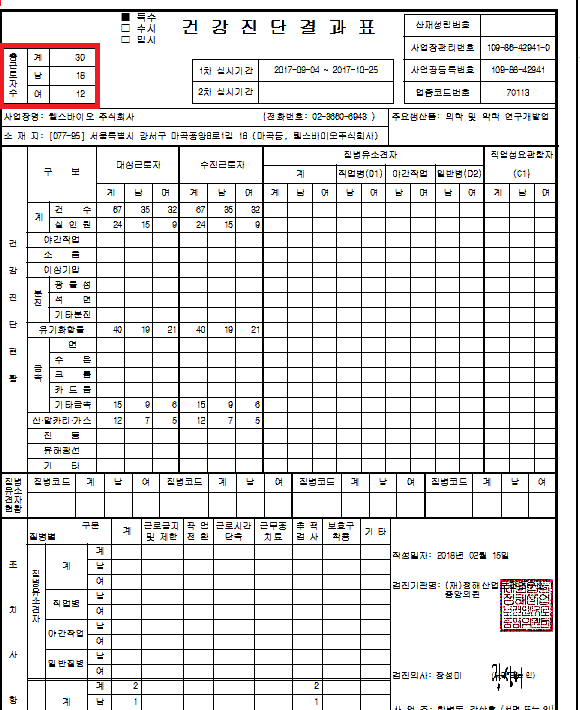 ■ 특수
□ 수시
□ 임시
건 강 진 단 결 과 표
산재성립번호
사업장관리번호 109-86-42941-0
사업장등록번호 109-86-42941
업종코드번호 70113
총근로자수
계 30
남 18
여 12
1차 실시기간 2017-09-04 ~ 2017-10-25
2차 실시기간
사업장명: 웰스바이오 주식회사 (전화번호: 02-3660-6943 ) 주요생산품: 의학 및 약학 연구개발업
소 재 지: [077-95] 서울특별시 강서구 마곡중앙8로1길 18 (마곡동, 웰스바이오주식회사)
구 분 대상근로자 수진근로자 질병유소견자 직업성요관찰자
계 직업병(D1) 야간작업 일반병(D2) (C1)
계 남 여 계 남 여 계 남 여 남 여 남 여 남 여 계 남 여
건 강 진 단 현 황
계
건 수 67 35 32 67 35 32
실 인 원 24 15 9 24 15 9
야간작업
소 음
이상기압
분진
광 물 성
석 면
기타분진
유기화합물 40 19 21 40 19 21
금속
연
수 은
크 롬
카 드 뮴
기타금속 15 9 6 15 9 6
산·알카리·가스 12 7 5 12 7 5
진 동
유해광선
기 타
질병유소견자현황
질병코드 계 남 여 질병코드 계 남 여 질병코드 계 남 여 질병코드 계 남 여
조 치 사 항
구분 질병별 계 근로금지 및 제한 작 업 전 환 근로시간 단축 근무중 치료 추 적 검 사 보호구 착용 기 타
질병유소견자
계 계
남
여
직업병 남
여
야간작업 남
여
일반질병 남
여
계 계 2 2
남 1 1
작성일자: 2018년 02월 15일
검진기관명: (재)정해산업
중앙의원
검진의사: 장성미